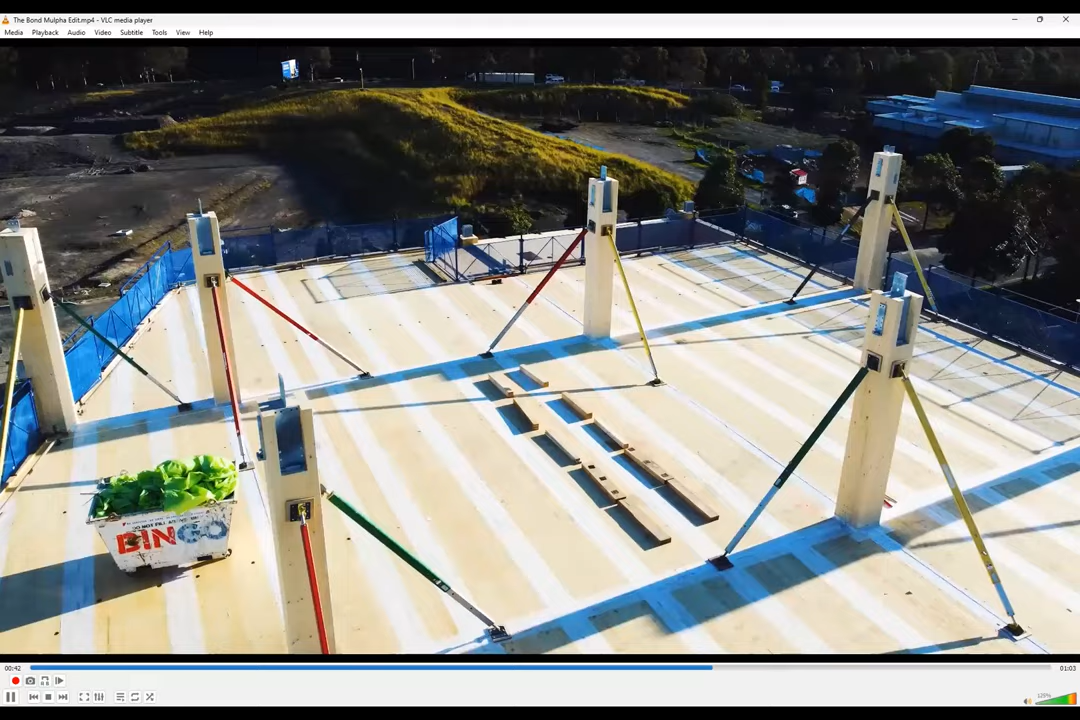 The Bond Mulpha Edit.mp4 - VLC media player
Media Playback Audio Video Subtitle Tools View Help
BINGO
00:42
01:03
125%